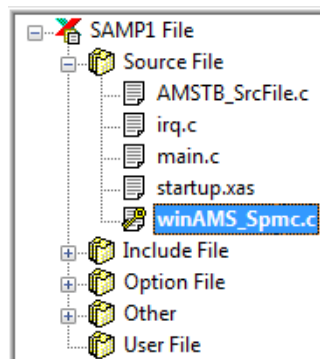 SAMP1 File
Source File
AMSTB_SrcFile.c
irq.c
main.c
startup.xas
winAMS_Spmc.c
Include File
Option File
Other
User File